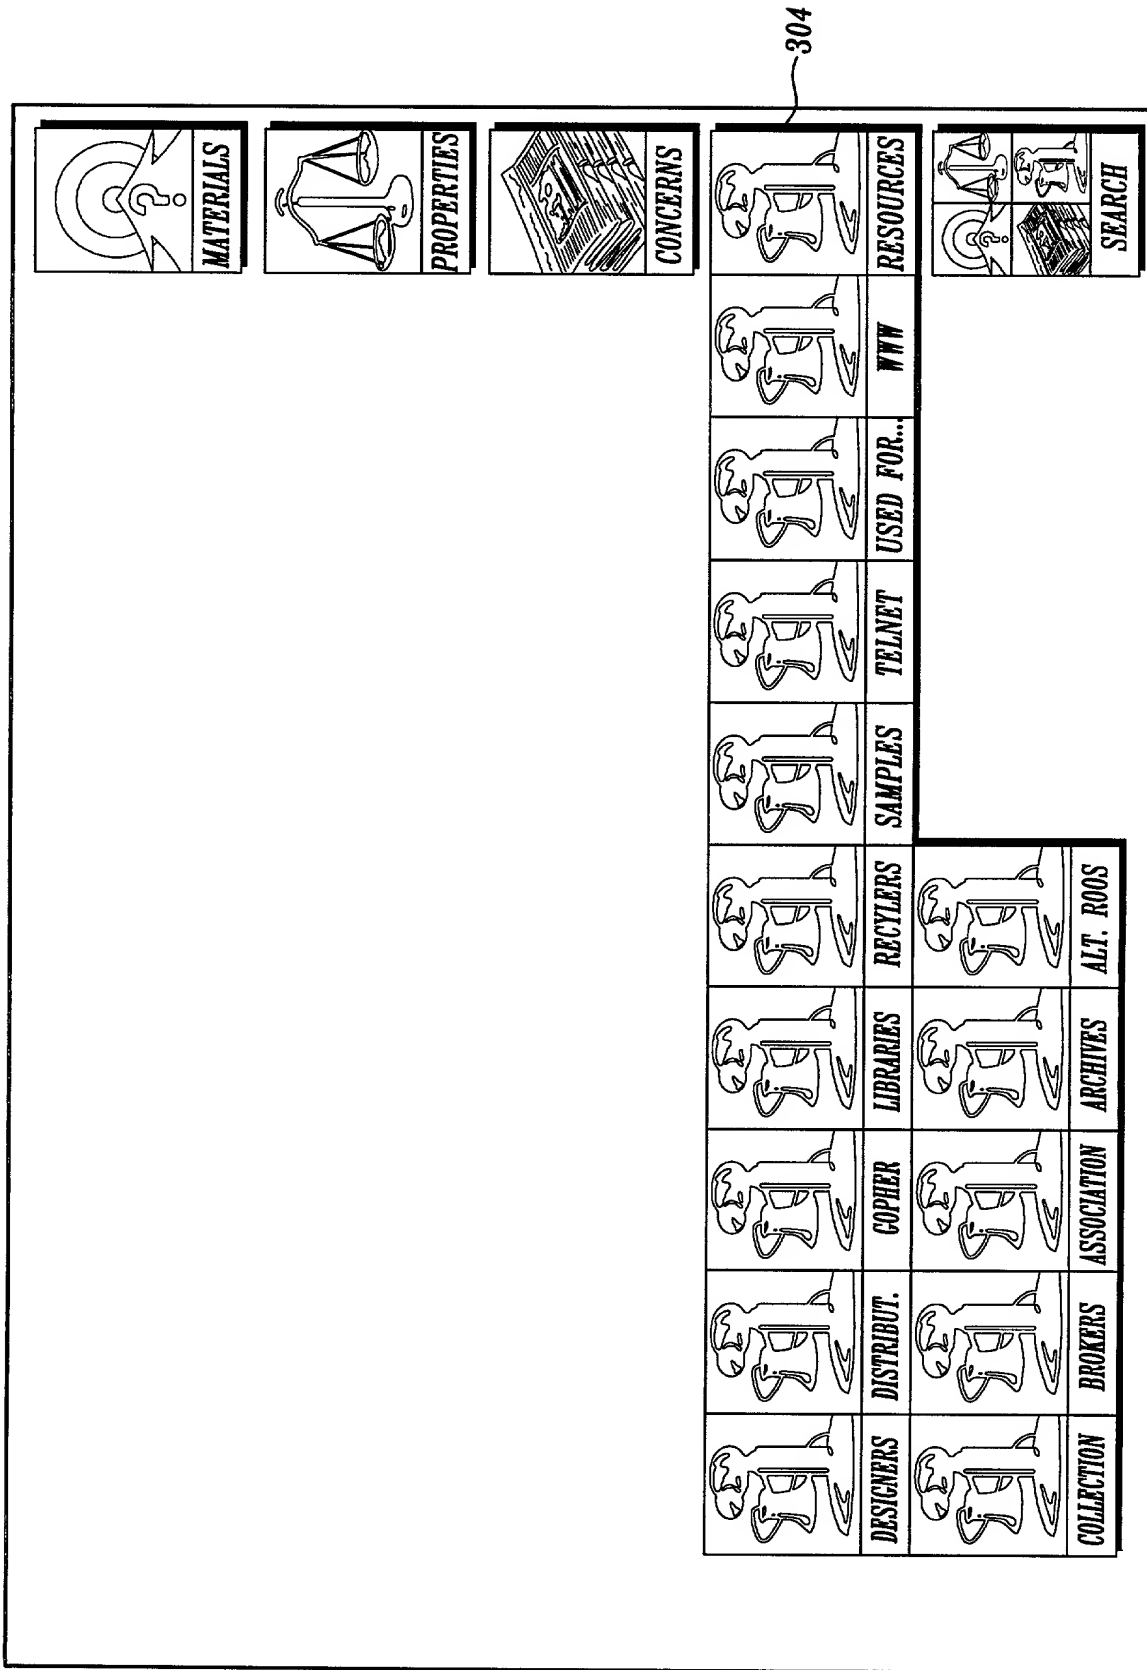 MATERIALS
PROPERTIES
CONCERNS
304
DESIGNERS DISTRIBUT. GOPHER LIBRARIES RECYLERS SAMPLES TELNET USED FOR... WWW RESOURCES
COLLECTION BROKERS ASSOCIATION ARCHIVES ALT. ROOS
SEARCH